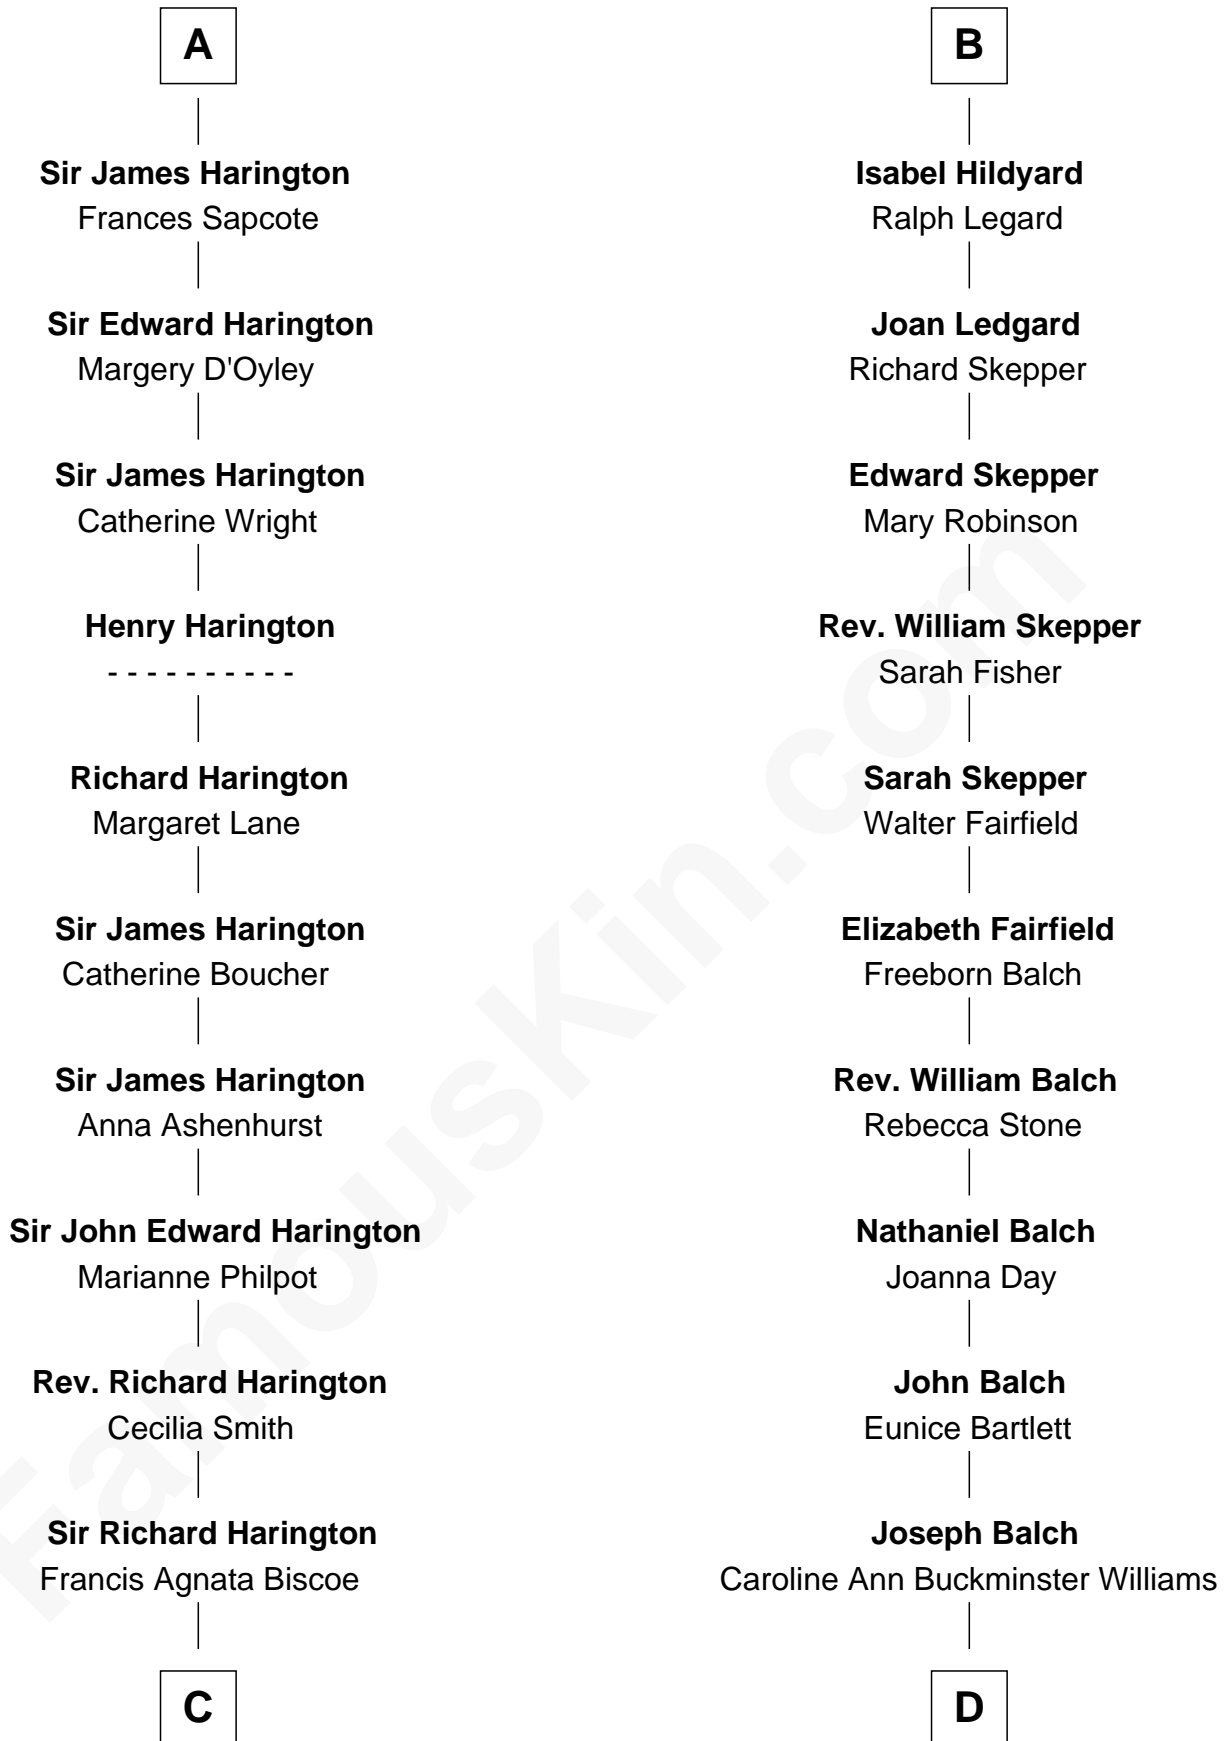 A
Sir James Harington
Frances Sapcote
Sir Edward Harington
Margery D'Oyley
Sir James Harington
Catherine Wright
Henry Harington
- - - - - - - - - -
Richard Harington
Margaret Lane
Sir James Harington
Catherine Boucher
Sir James Harington
Anna Ashenhurst
Sir John Edward Harington
Marianne Philpot
Rev. Richard Harington
Cecilia Smith
Sir Richard Harington
Francis Agnata Biscoe
C
B
Isabel Hildyard
Ralph Legard
Joan Ledgard
Richard Skepper
Edward Skepper
Mary Robinson
Rev. William Skepper
Sarah Fisher
Sarah Skepper
Walter Fairfield
Elizabeth Fairfield
Freeborn Balch
Rev. William Balch
Rebecca Stone
Nathaniel Balch
Joanna Day
John Balch
Eunice Bartlett
Joseph Balch
Caroline Ann Buckminster Williams
D
FamousKin.com